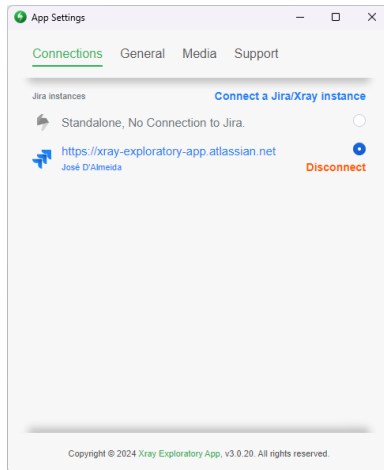 App Settings
Connections General Media Support
Jira instances Connect a Jira/Xray instance
Standalone, No Connection to Jira.
https://xray-exploratory-app.atlassian.net
José D'Almeida Disconnect
Copyright © 2024 Xray Exploratory App, v3.0.20. All rights reserved.